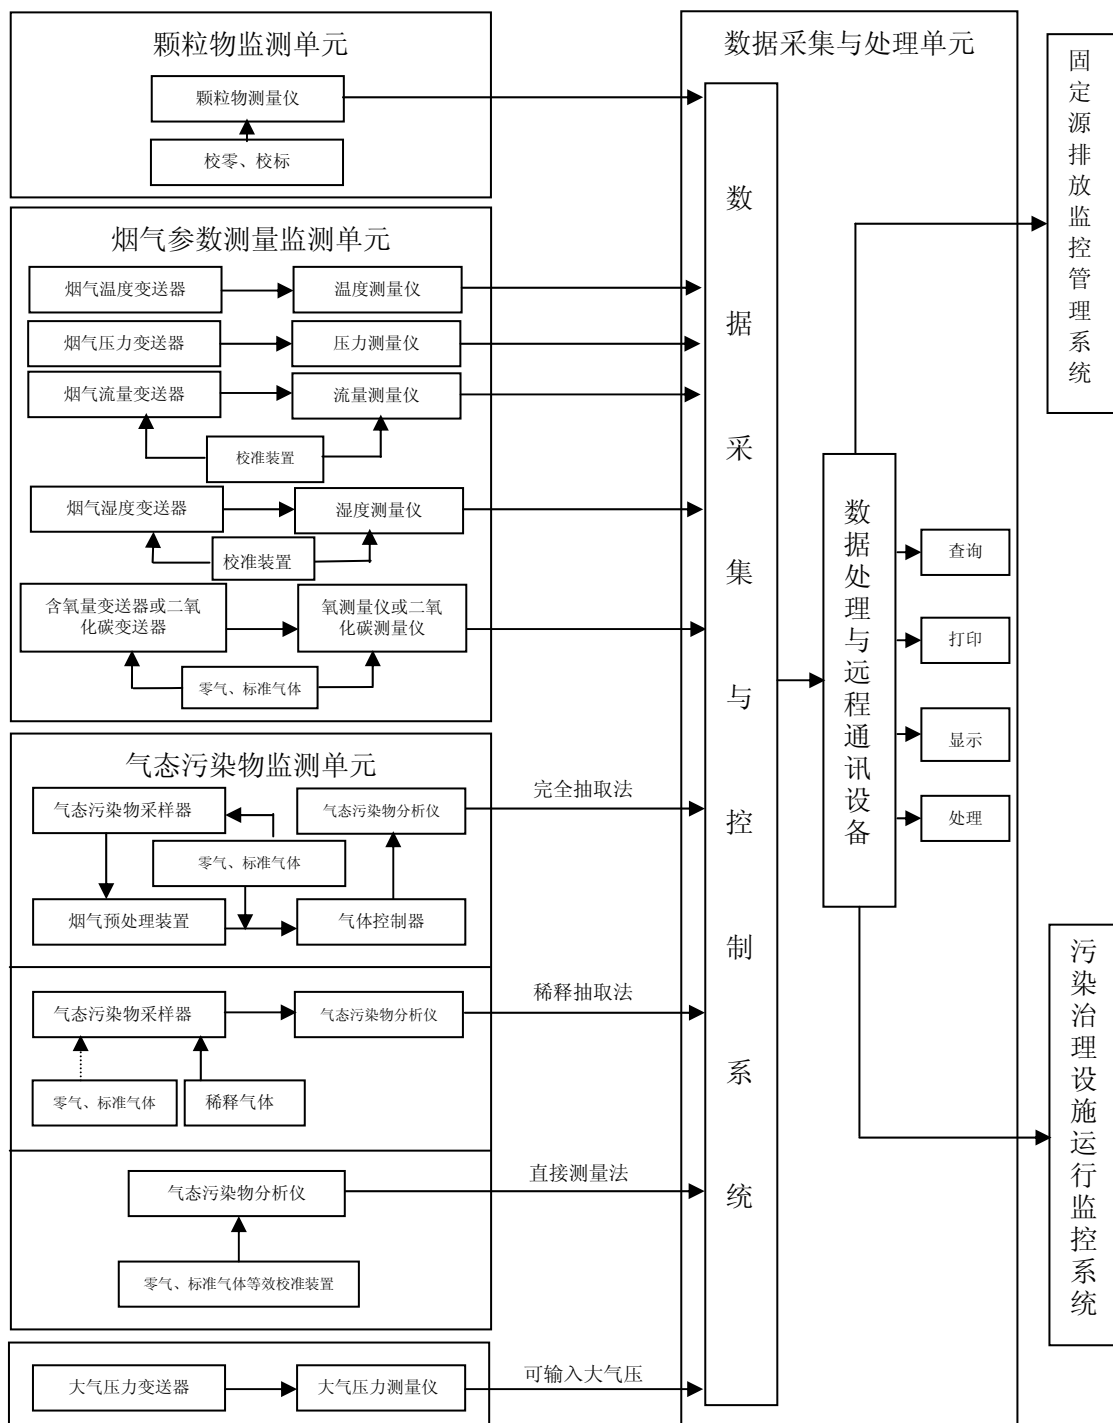 颗粒物监测单元
颗粒物测量仪
校零、校标
烟气参数测量监测单元
烟气温度变送器
温度测量仪
烟气压力变送器
压力测量仪
烟气流量变送器
流量测量仪
校准装置
烟气湿度变送器
湿度测量仪
校准装置
含氧量变送器或二氧
化碳变送器
氧测量仪或二氧
化碳测量仪
零气、标准气体
气态污染物监测单元
气态污染物采样器
气态污染物分析仪
零气、标准气体
烟气预处理装置
气体控制器
完全抽取法
气态污染物采样器
气态污染物分析仪
零气、标准气体
稀释气体
稀释抽取法
气态污染物分析仪
零气、标准气体等效校准装置
直接测量法
大气压力变送器
大气压力测量仪
可输入大气压
数据采集与处理单元
数据采集与控制系统
数据处理与远程通讯设备
查询
打印
显示
处理
固定源排放监控管理系统
污染治理设施运行监控系统